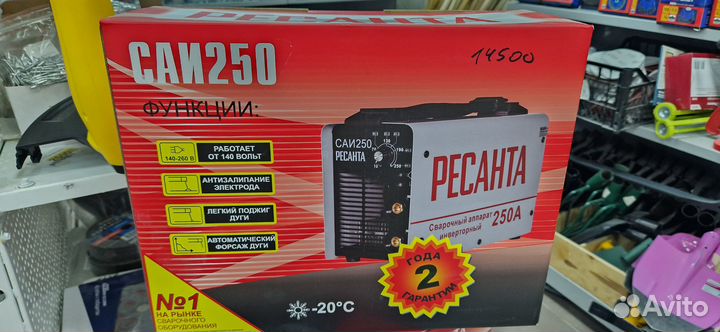 САИ250
14500
ФУНКЦИИ:
140-260 В
РАБОТАЕТ
ОТ 140 ВОЛЬТ
АНТИЗАЛИПАНИЕ
ЭЛЕКТРОДА
ЛЕГКИЙ ПОДЖИГ
ДУГИ
АВТОМАТИЧЕСКИЙ
ФОРСАЖ ДУГИ
САИ250
РЕСАНТА
РЕСАНТА
Сварочный аппарат
инверторный
250А
2
ГОДА
ГАРАНТИИ
№1
НА РЫНКЕ
СВАРОЧНОГО
ОБОРУДОВАНИЯ
-20°C
Avito